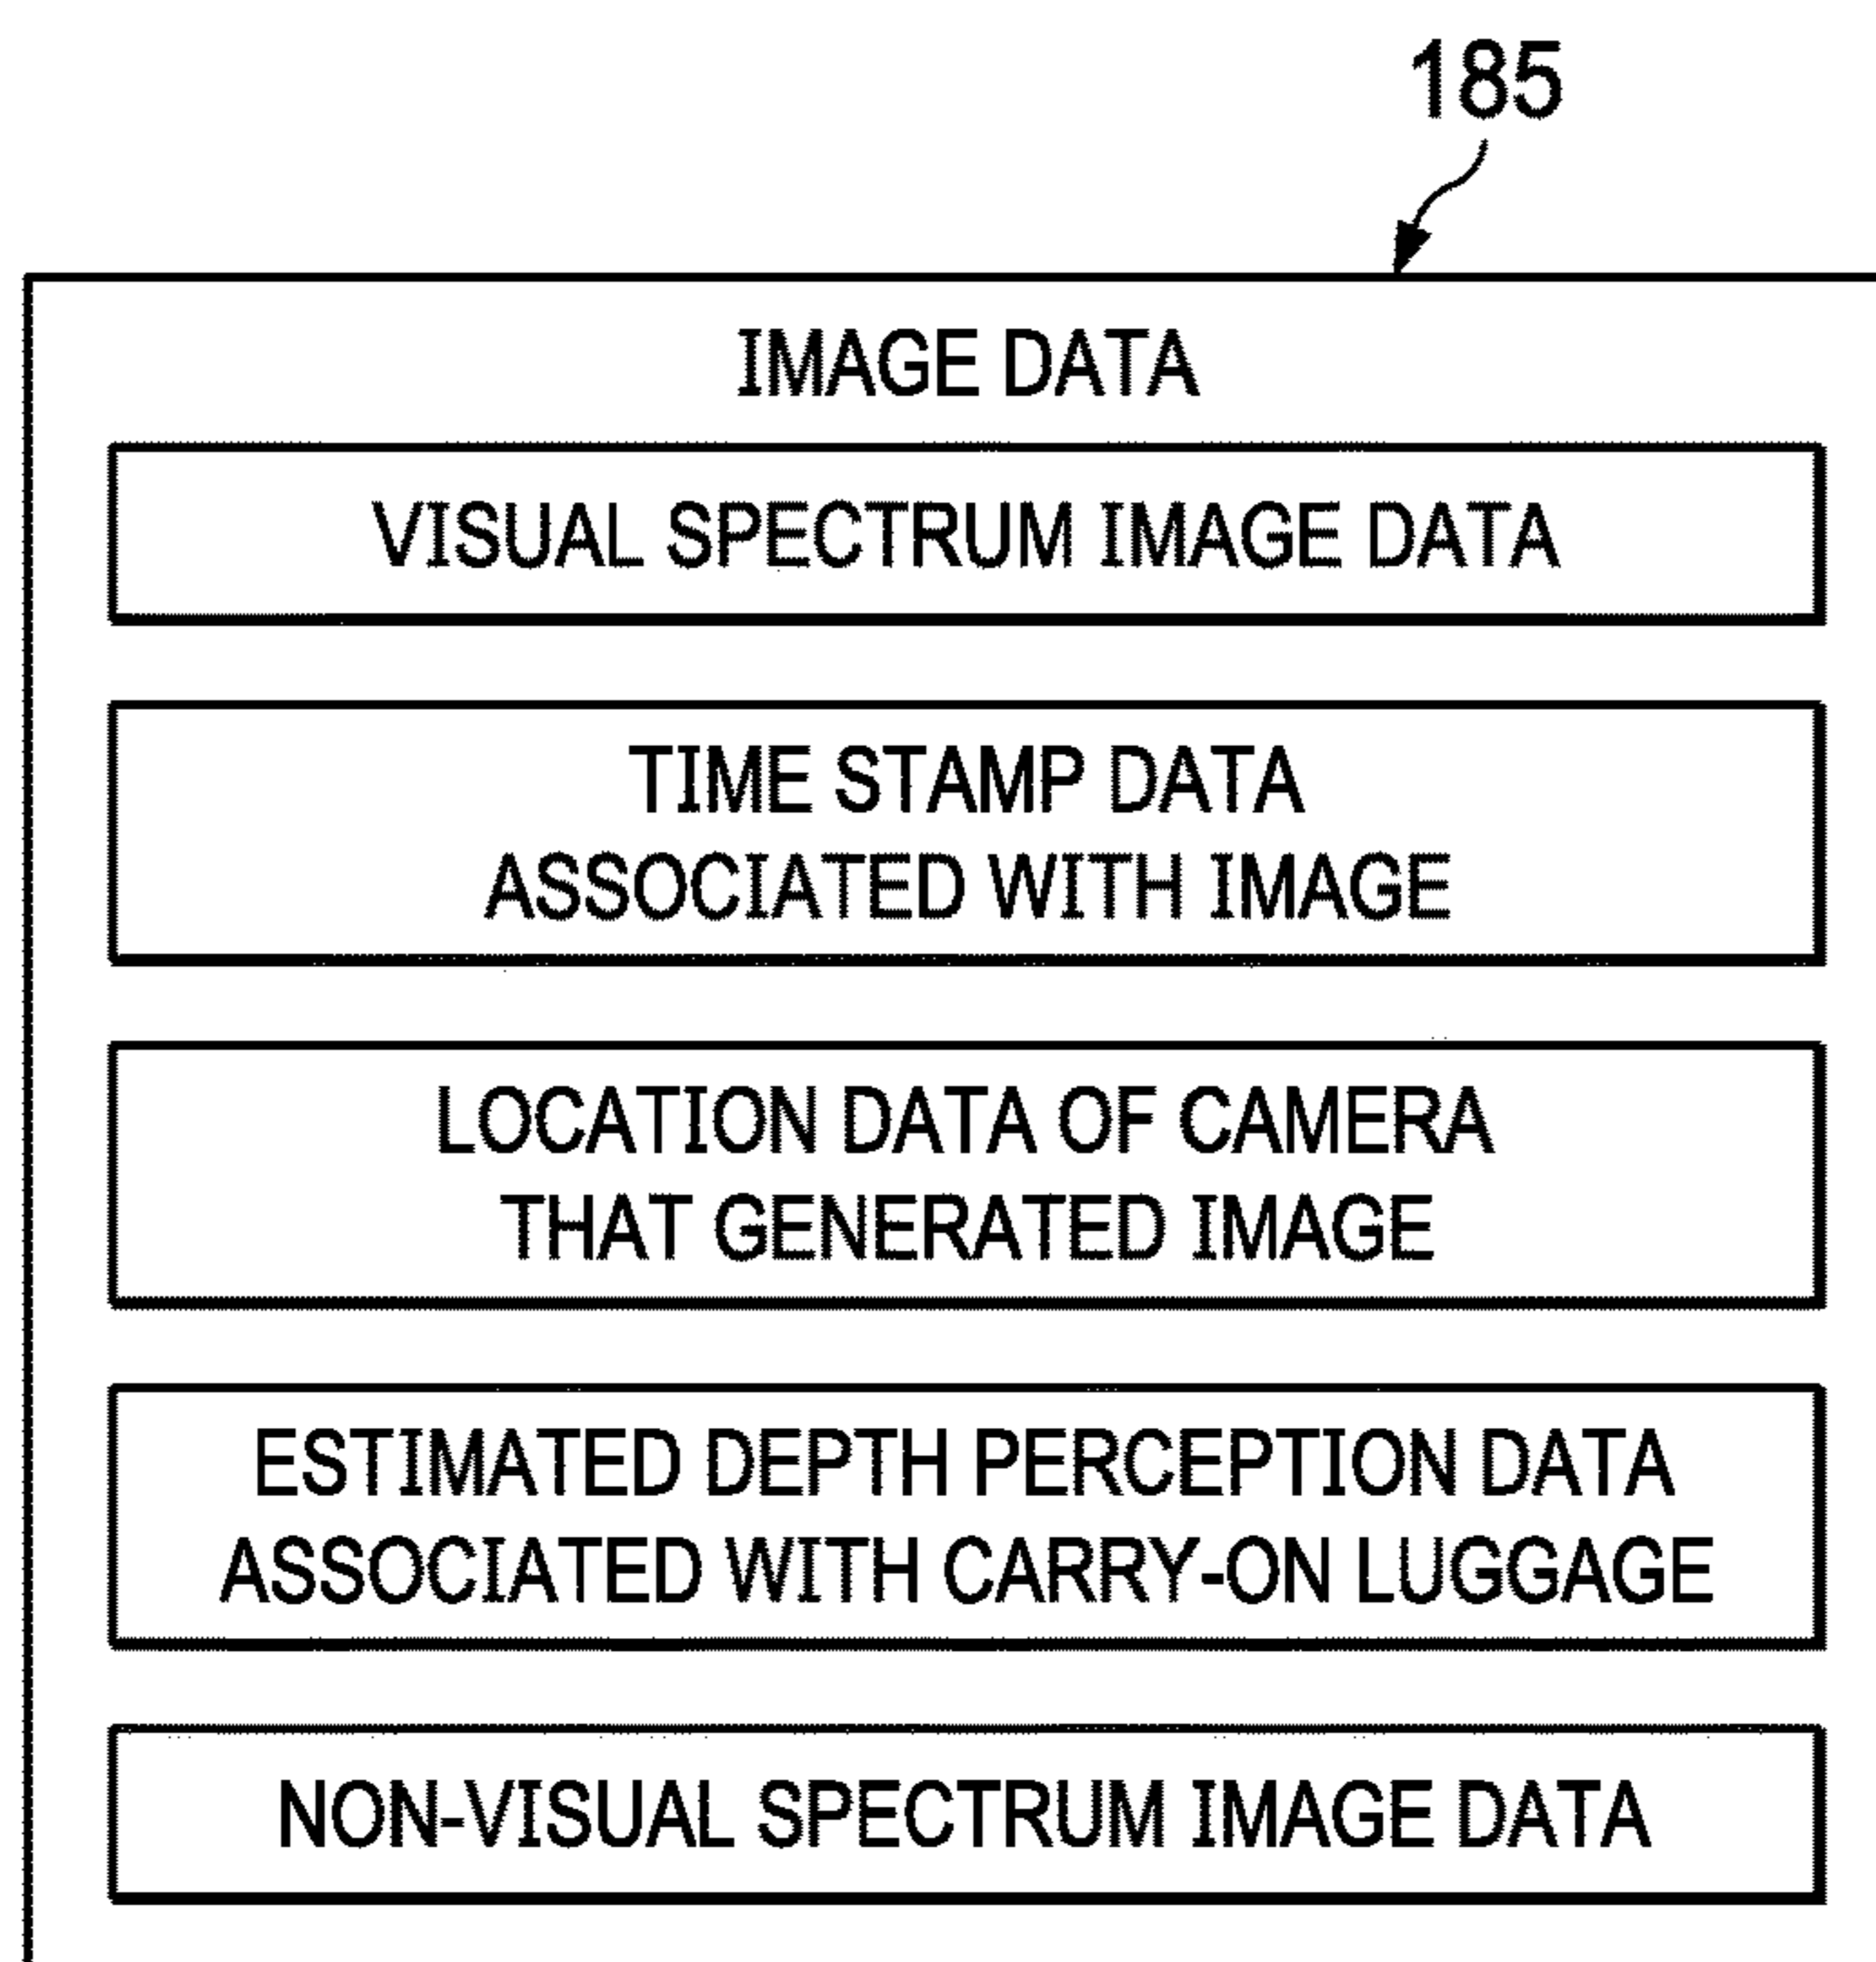 185
IMAGE DATA
VISUAL SPECTRUM IMAGE DATA
TIME STAMP DATA
ASSOCIATED WITH IMAGE
LOCATION DATA OF CAMERA
THAT GENERATED IMAGE
ESTIMATED DEPTH PERCEPTION DATA
ASSOCIATED WITH CARRY-ON LUGGAGE
NON-VISUAL SPECTRUM IMAGE DATA